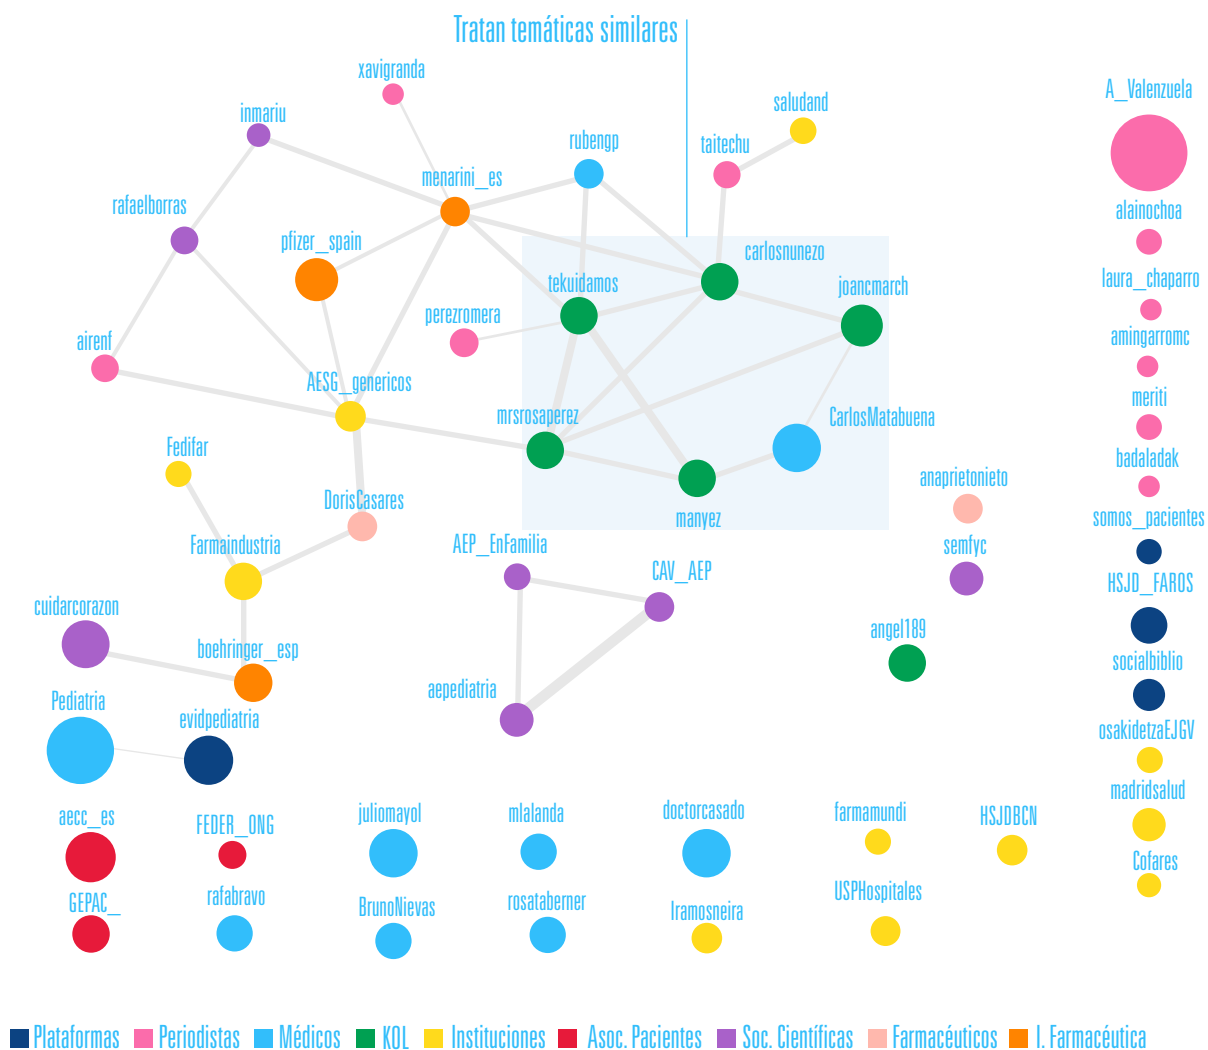 Tratan temáticas similares
xavigranda
A_Valenzuela
saludand
inmariu
rubengp
taitechu
menarini_es
rafaelborras
alainochoa
pfizer_spain
carlosnunezo
tekuidamos
joancmarch
laura_chaparro
perezromera
airenf
amingarromc
AESG_genericos
meriti
mrsrosaperez
CarlosMatabuena
Fedifar
badaladak
anaprietonieto
DorisCasares
manyez
somos_pacientes
Farmaindustria
AEP_EnFamilia
semfyc
CAV_AEP
HSJD_FAROS
cuidarcorazon
angel189
boehringer_esp
socialbiblio
aepediatria
Pediatria
evidpediatria
osakidetzaEJGV
madridsalud
aecc_es
FEDER_ONG
juliomayol
mlalanda
doctorcasado
farmamundi
HSJDBCN
Cofares
GEPAC_
rafabravo
BrunoNievas
rosataberner
Iramosneira
USPHospitales
Plataformas Periodistas Médicos KOL Instituciones Asoc. Pacientes Soc. Científicas Farmacéuticos I. Farmacéutica